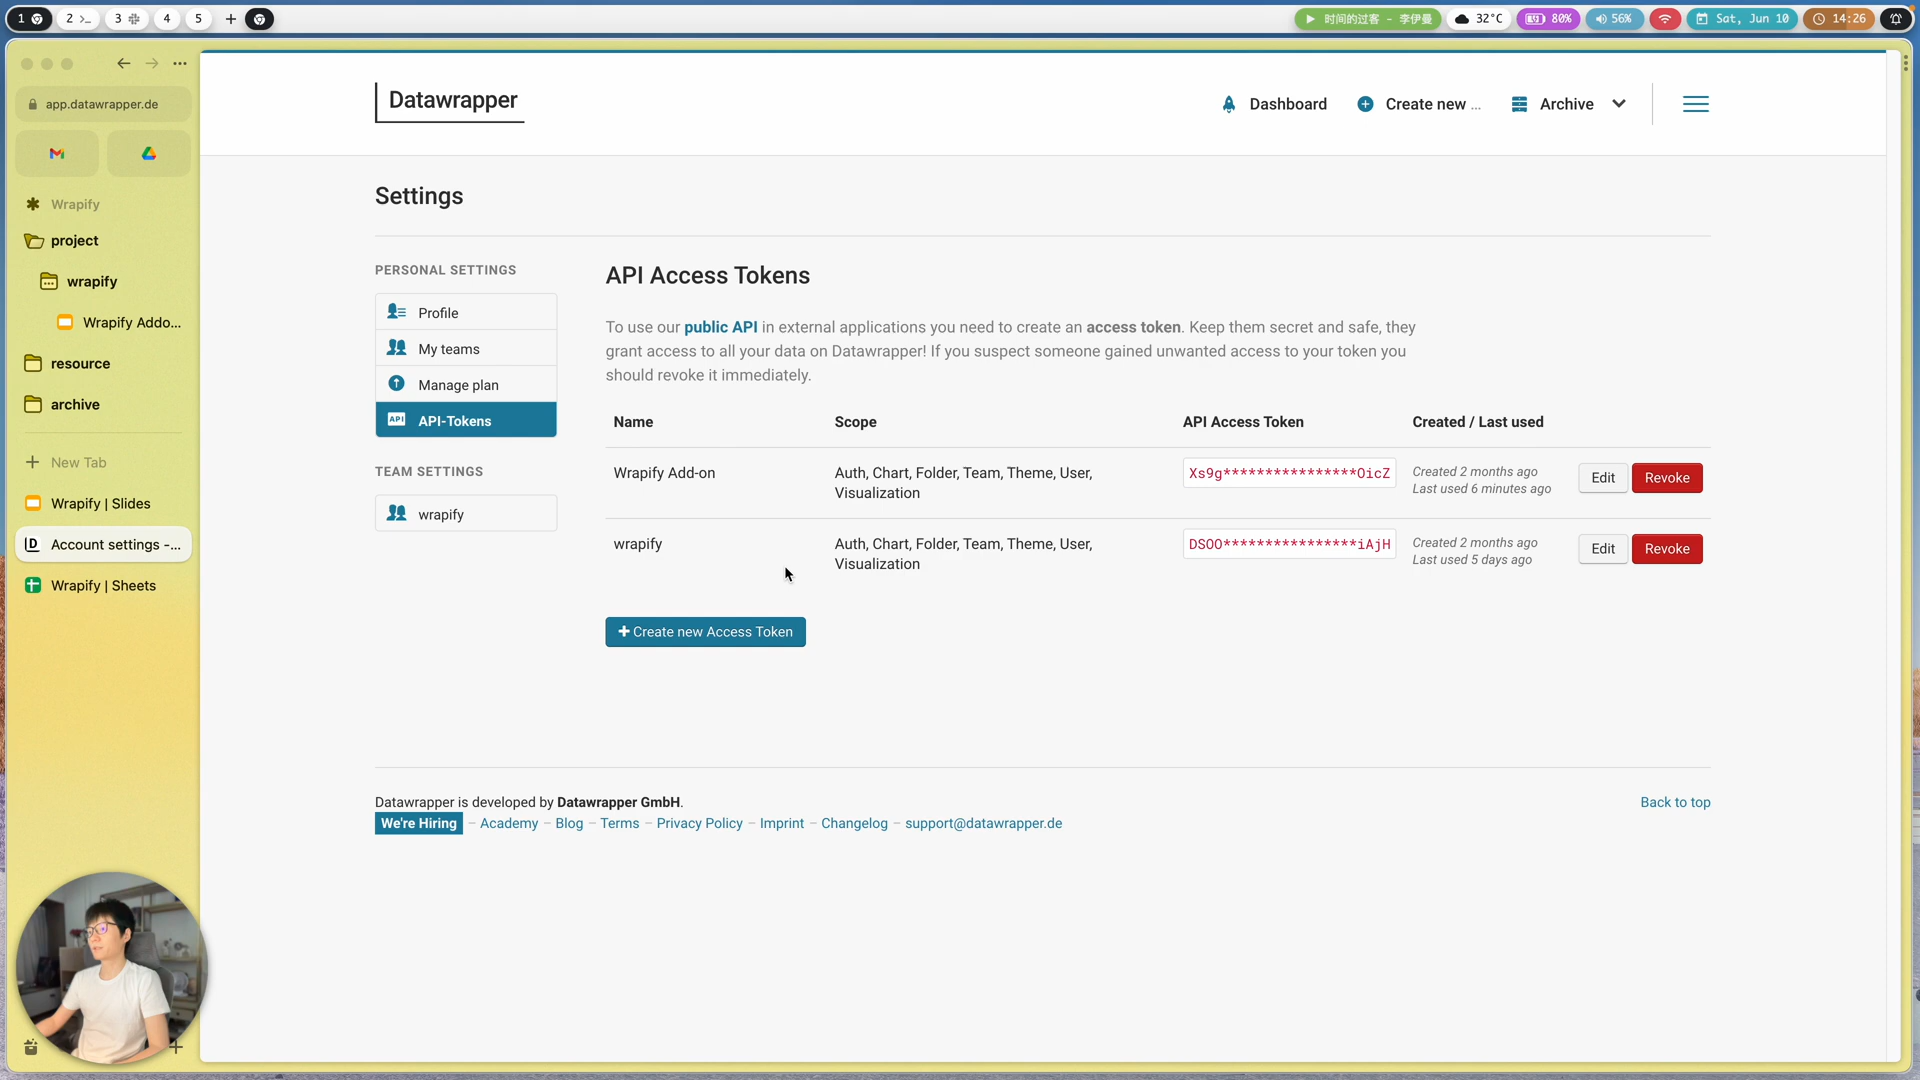 1
2
3
4
5
时间的过客 - 李伊曼
32°C
80%
56%
Sat, Jun 10
14:26
app.datawrapper.de
Wrapify
project
wrapify
Wrapify Addo...
resource
archive
New Tab
Wrapify | Slides
Account settings -...
Wrapify | Sheets
Datawrapper
Dashboard
Create new ...
Archive
Settings
PERSONAL SETTINGS
Profile
My teams
Manage plan
API API-Tokens
TEAM SETTINGS
wrapify
API Access Tokens
To use our public API in external applications you need to create an access token. Keep them secret and safe, they
grant access to all your data on Datawrapper! If you suspect someone gained unwanted access to your token you
should revoke it immediately.
Name Scope API Access Token Created / Last used
Wrapify Add-on
Auth, Chart, Folder, Team, Theme, User,
Visualization
Xs9g****************OicZ
Created 2 months ago
Last used 6 minutes ago
Edit Revoke
wrapify
Auth, Chart, Folder, Team, Theme, User,
Visualization
DSOO****************iAjH
Created 2 months ago
Last used 5 days ago
Edit Revoke
Create new Access Token
Datawrapper is developed by Datawrapper GmbH.
Back to top
We're Hiring – Academy – Blog – Terms – Privacy Policy – Imprint – Changelog – support@datawrapper.de